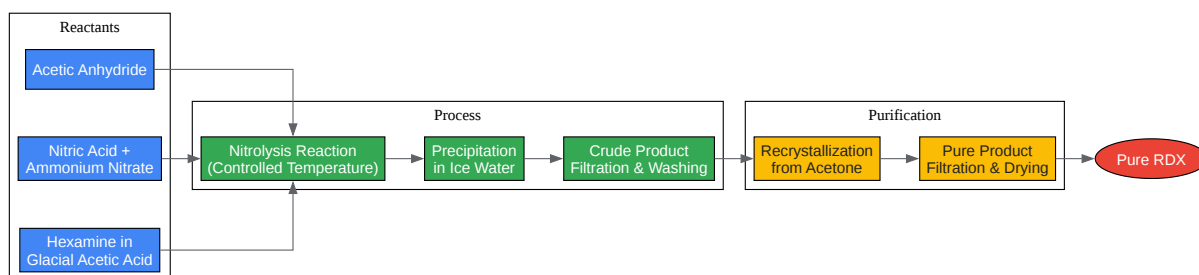 Reactants
Acetic Anhydride
Process
Purification
Nitric Acid +
Ammonium Nitrate
Nitrolysis Reaction
(Controlled Temperature)
Precipitation
in Ice Water
Crude Product
Filtration & Washing
Recrystallization
from Acetone
Pure Product
Filtration & Drying
Pure RDX
Hexamine in
Glacial Acetic Acid